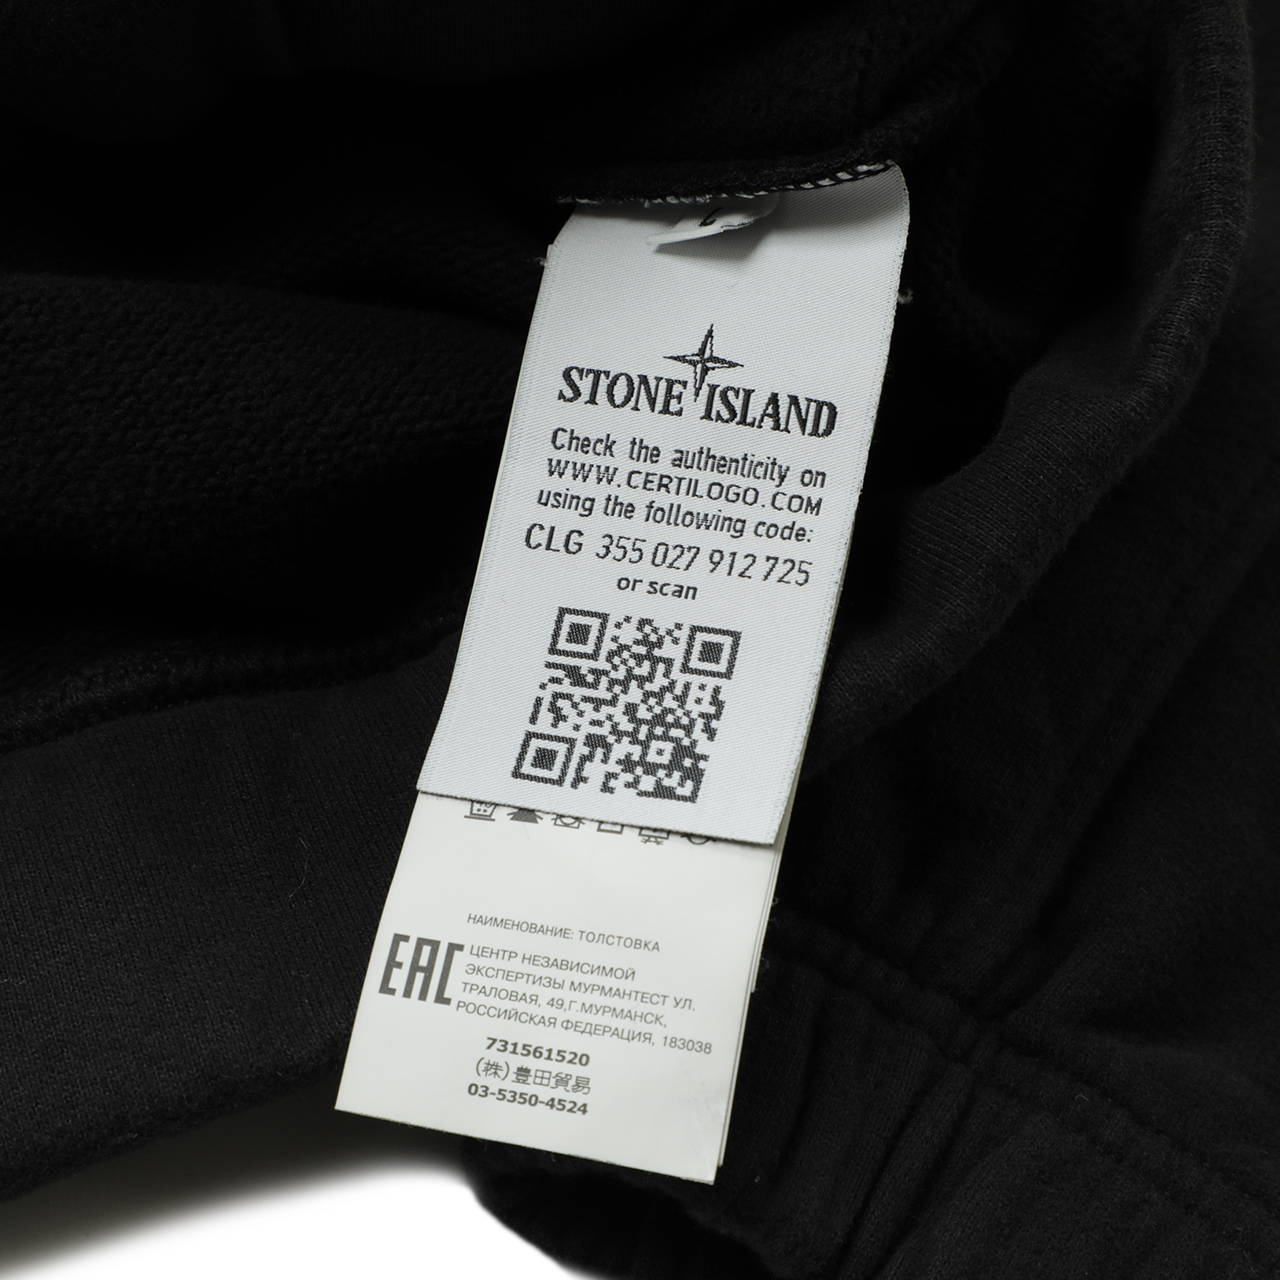 L
STONE ISLAND
Check the authenticity on
WWW.CERTILOGO.COM
using the following code:
CLG 355 027 912 725
or scan
НАИМЕНОВАНИЕ: ТОЛСТОВКА
EAC
ЦЕНТР НЕЗАВИСИМОЙ
ЭКСПЕРТИЗЫ МУРМАНТЕСТ УЛ.
ТРАЛОВАЯ, 49,Г.МУРМАНСК,
РОССИЙСКАЯ ФЕДЕРАЦИЯ, 183038
731561520
(株)豊田貿易
03-5350-4524